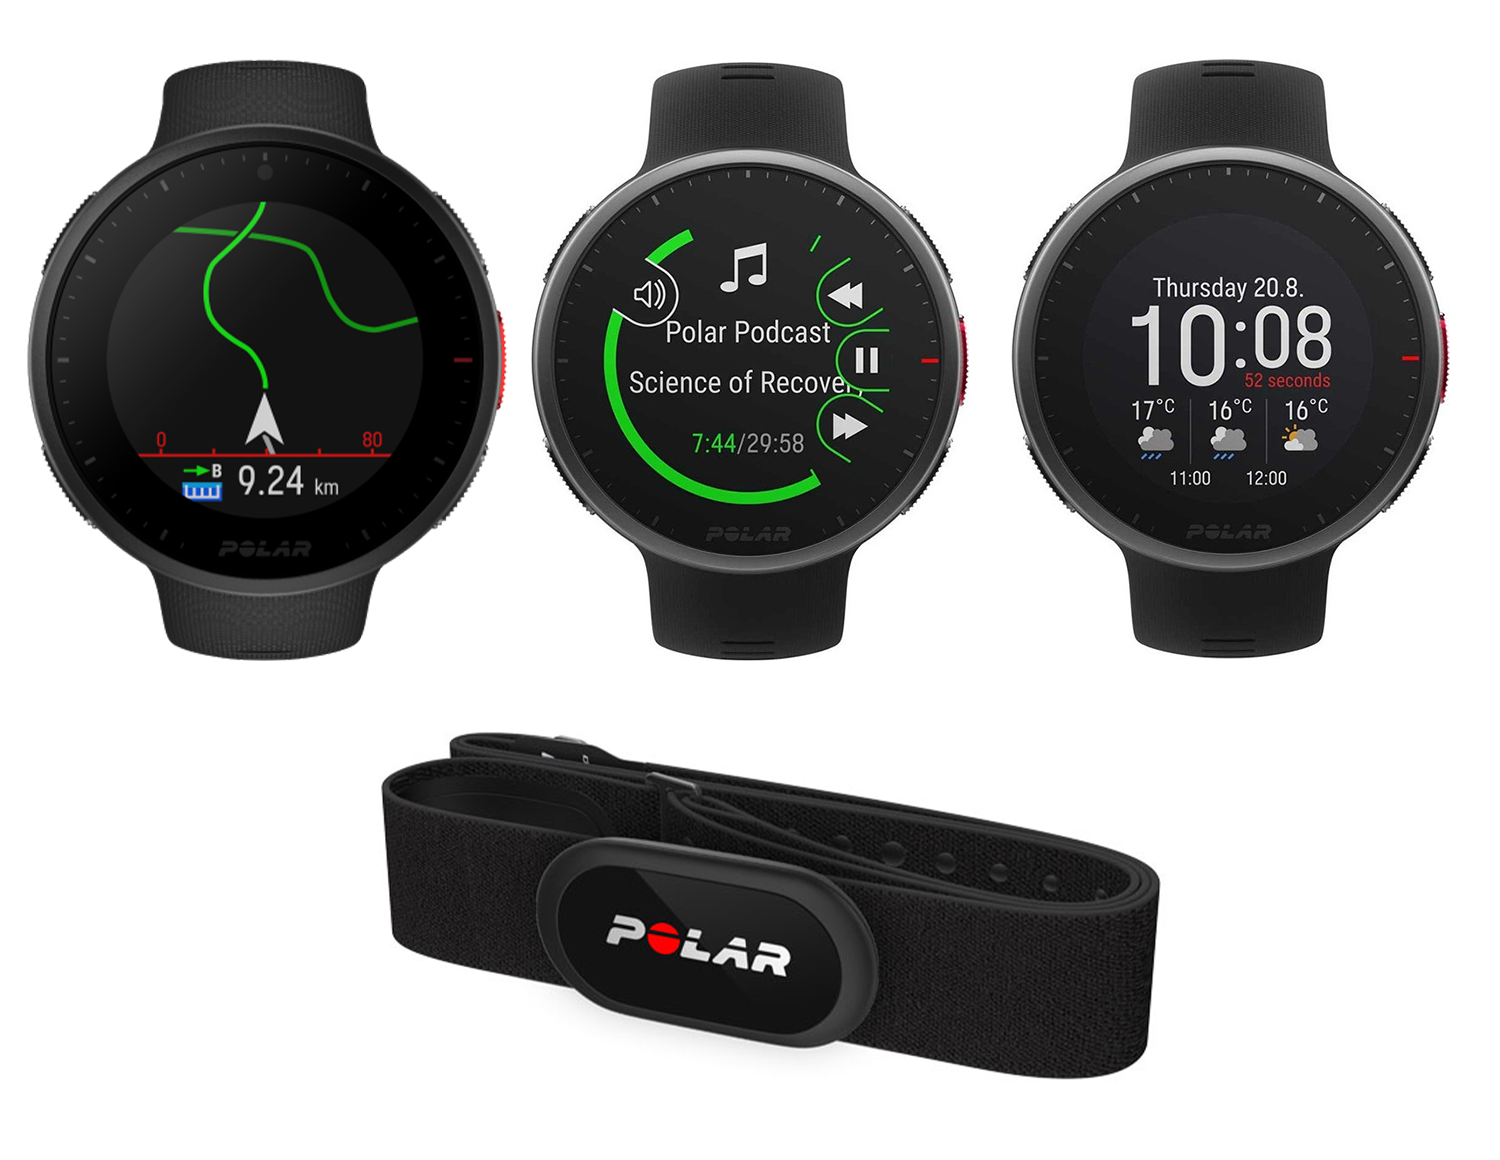 0 80
B 9.24 km
POLAR
Polar Podcast
Science of Recover
7:44/29:58
POLAR
Thursday 20.8.
10:08
52 seconds
17°C 16°C 16°C
11:00 12:00
POLAR
POLAR